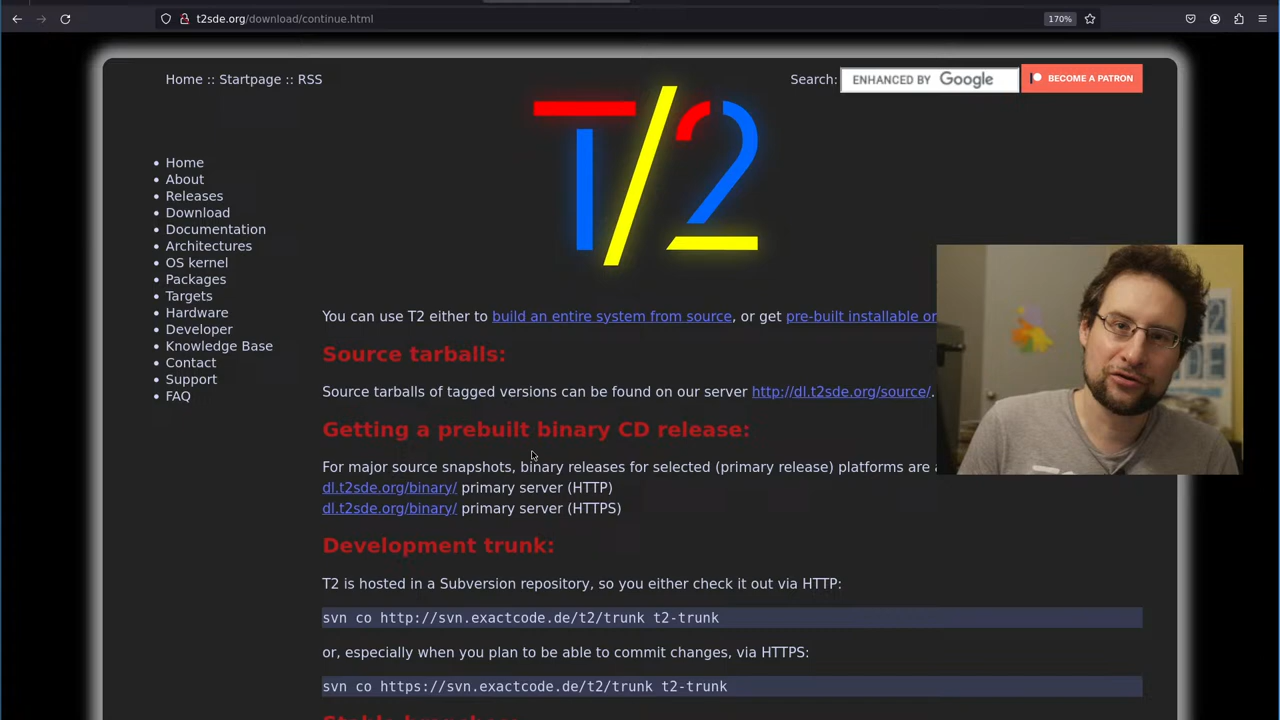 t2sde.org/download/continue.html
170%
Home :: Startpage :: RSS
Search: ENHANCED BY Google
BECOME A PATRON
T/2
Home
About
Releases
Download
Documentation
Architectures
OS kernel
Packages
Targets
Hardware
Developer
Knowledge Base
Contact
Support
FAQ
You can use T2 either to build an entire system from source, or get pre-built installable or
Source tarballs:
Source tarballs of tagged versions can be found on our server http://dl.t2sde.org/source/.
Getting a prebuilt binary CD release:
For major source snapshots, binary releases for selected (primary release) platforms are
dl.t2sde.org/binary/ primary server (HTTP)
dl.t2sde.org/binary/ primary server (HTTPS)
Development trunk:
T2 is hosted in a Subversion repository, so you either check it out via HTTP:
svn co http://svn.exactcode.de/t2/trunk t2-trunk
or, especially when you plan to be able to commit changes, via HTTPS:
svn co https://svn.exactcode.de/t2/trunk t2-trunk